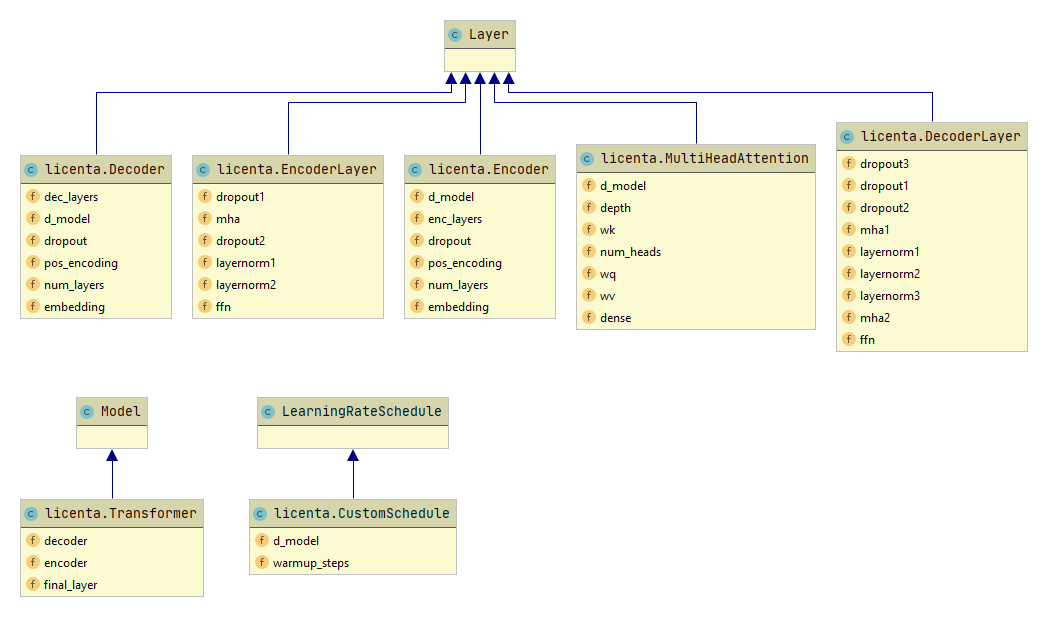 Layer
licenta.Decoder
dec_layers
d_model
dropout
pos_encoding
num_layers
embedding
licenta.EncoderLayer
dropout1
mha
dropout2
layernorm1
layernorm2
ffn
licenta.Encoder
d_model
enc_layers
dropout
pos_encoding
num_layers
embedding
licenta.MultiHeadAttention
d_model
depth
wk
num_heads
wq
wv
dense
licenta.DecoderLayer
dropout3
dropout1
dropout2
mha1
layernorm1
layernorm2
layernorm3
mha2
ffn
Model
licenta.Transformer
decoder
encoder
final_layer
LearningRateSchedule
licenta.CustomSchedule
d_model
warmup_steps